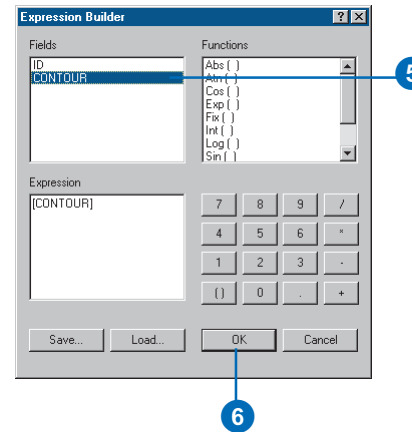 Expression Builder ? ×
Fields
ID
CONTOUR
Functions
Abs ( )
Atn ( )
Cos ( )
Exp ( )
Fix ( )
Int ( )
Log ( )
Sin ( )
5
Expression
[CONTOUR]
7 8 9 /
4 5 6 *
1 2 3 -
( ) 0 . +
Save... Load... OK Cancel
6